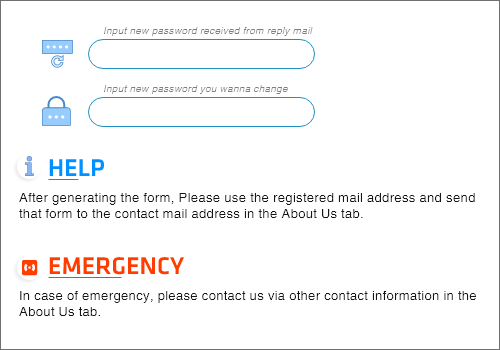 Input new password received from reply mail
Input new password you wanna change
HELP
After generating the form, Please use the registered mail address and send
that form to the contact mail address in the About Us tab.
EMERGENCY
In case of emergency, please contact us via other contact information in the
About Us tab.